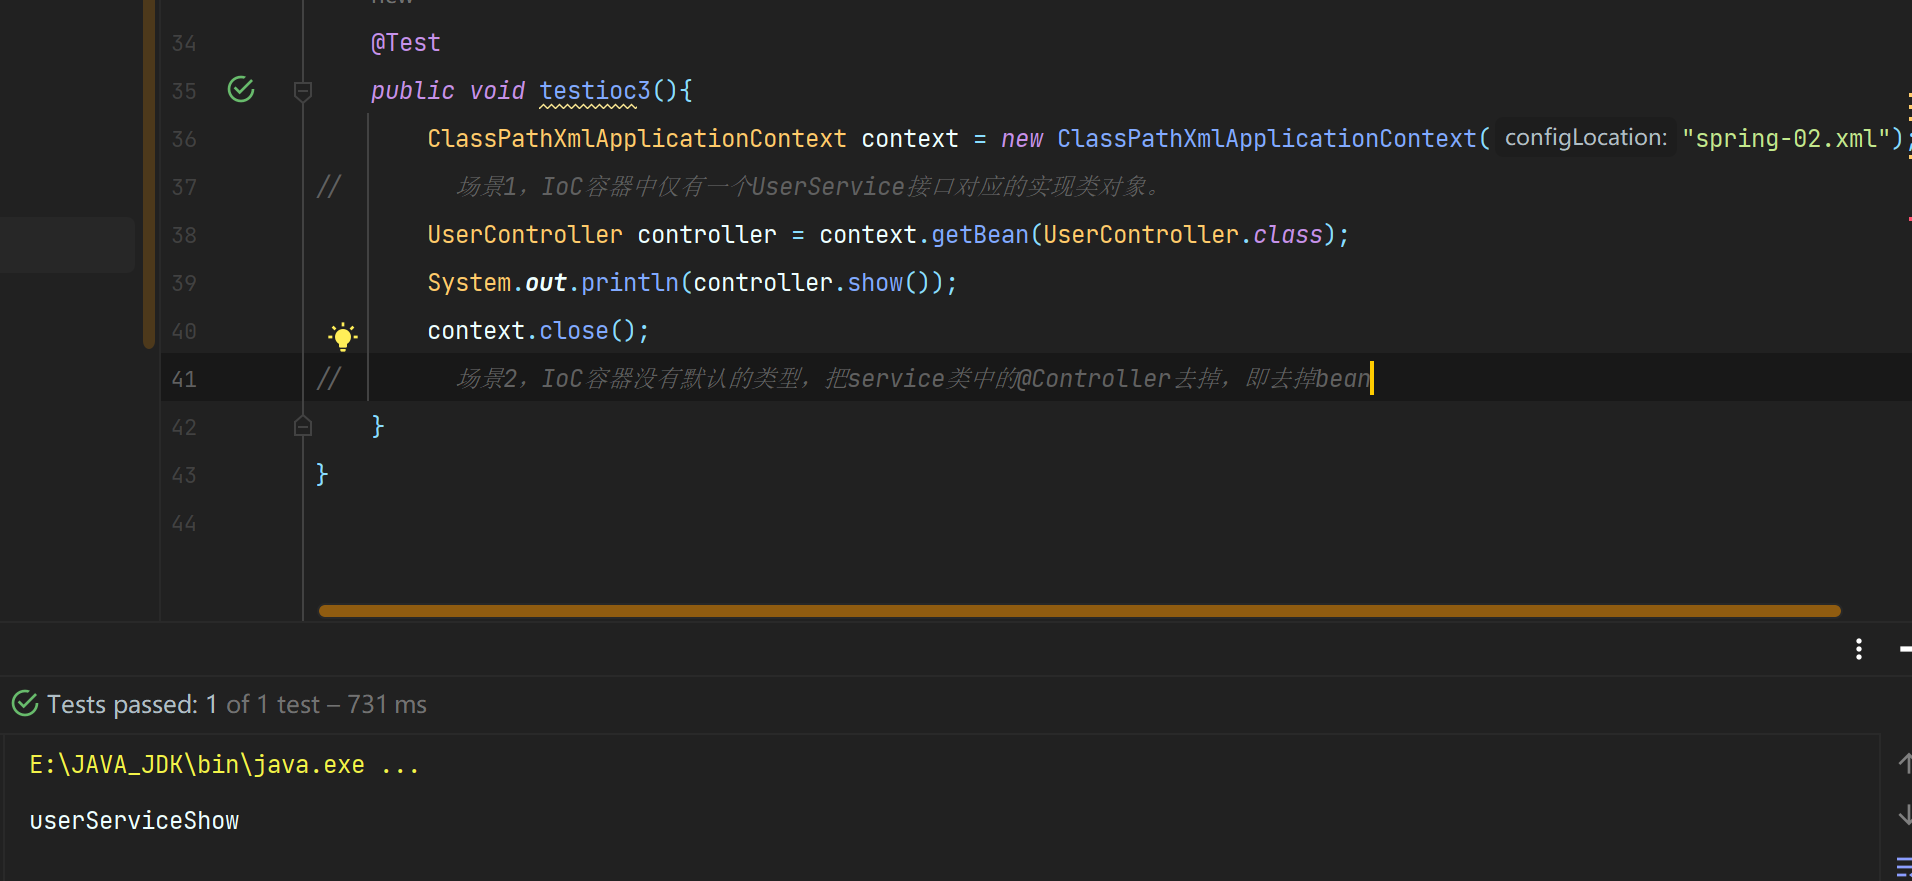 34 @Test
35 public void testioc3(){
36 ClassPathXmlApplicationContext context = new ClassPathXmlApplicationContext( configLocation: "spring-02.xml");
37 // 场景1，IoC容器中仅有一个UserService接口对应的实现类对象。
38 UserController controller = context.getBean(UserController.class);
39 System.out.println(controller.show());
40 context.close();
41 // 场景2，IoC容器没有默认的类型，把service类中的@Controller去掉，即去掉bean
42 }
43 }
44
Tests passed: 1 of 1 test – 731 ms
E:\JAVA_JDK\bin\java.exe ...
userServiceShow